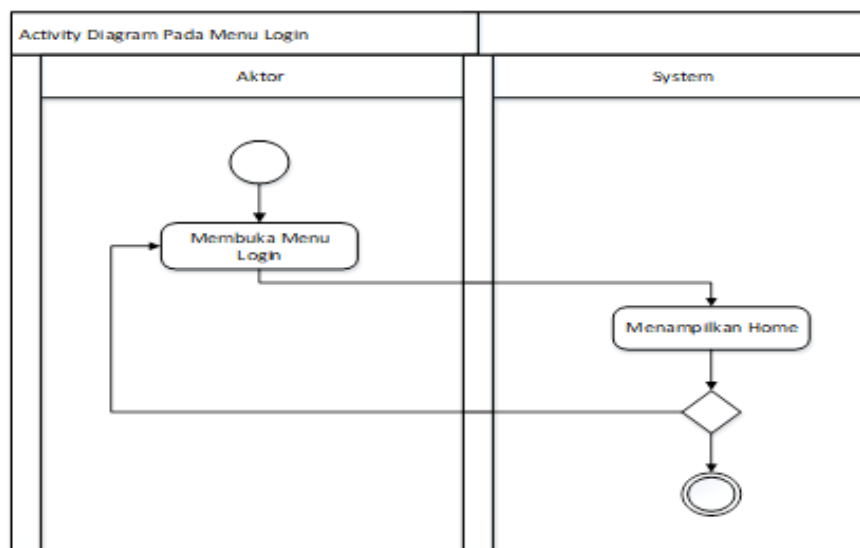 Activity Diagram Pada Menu Login
Aktor
System
Membuka Menu
Login
Menampilkan Home